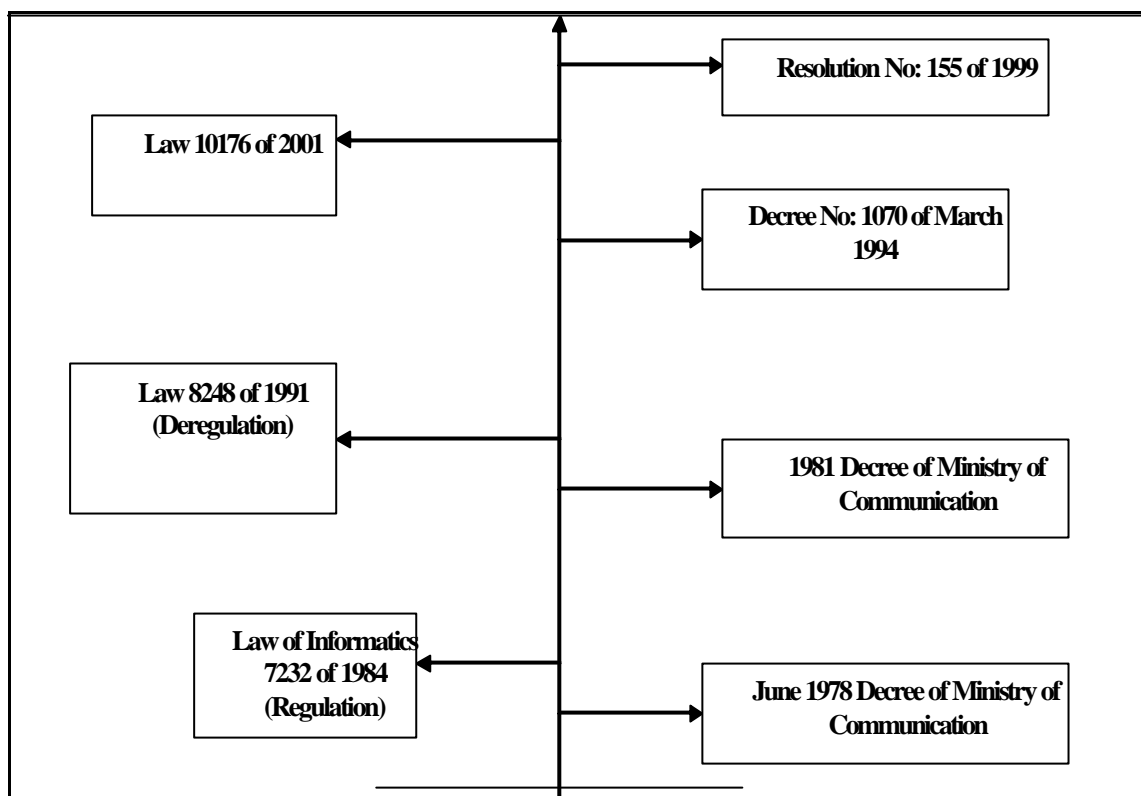 Resolution No: 155 of 1999
Law 10176 of 2001
Decree No: 1070 of March
1994
Law 8248 of 1991
(Deregulation)
1981 Decree of Ministry of
Communication
Law of Informatics
7232 of 1984
(Regulation)
June 1978 Decree of Ministry of
Communication